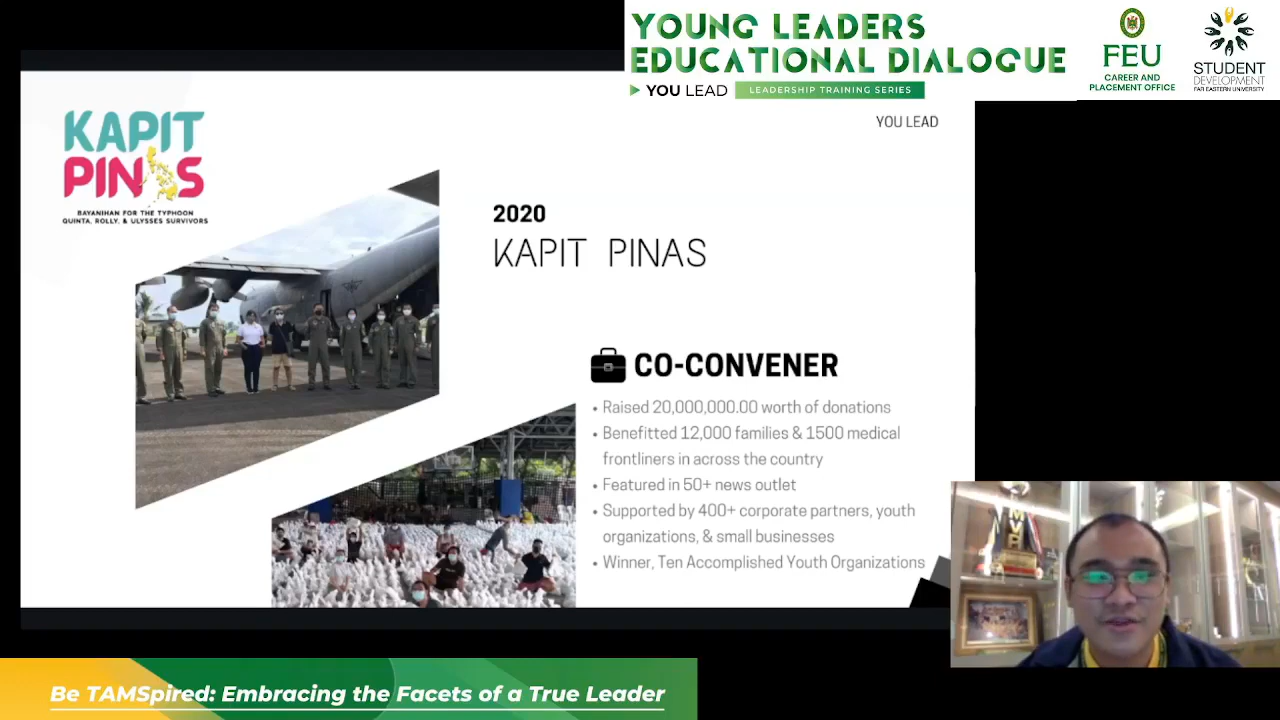 YOUNG LEADERS
EDUCATIONAL DIALOGUE
YOU LEAD LEADERSHIP TRAINING SERIES
FEU
CAREER AND
PLACEMENT OFFICE
STUDENT
DEVELOPMENT
FAR EASTERN UNIVERSITY
YOU LEAD
KAPIT
PINAS
BAYANIHAN FOR THE TYPHOON
QUINTA, ROLLY, & ULYSSES SURVIVORS
2020
KAPIT PINAS
CO-CONVENER
• Raised 20,000,000.00 worth of donations
• Benefitted 12,000 families & 1500 medical
frontliners in across the country
• Featured in 50+ news outlet
• Supported by 400+ corporate partners, youth
organizations, & small businesses
• Winner, Ten Accomplished Youth Organizations
Be TAMSpired: Embracing the Facets of a True Leader